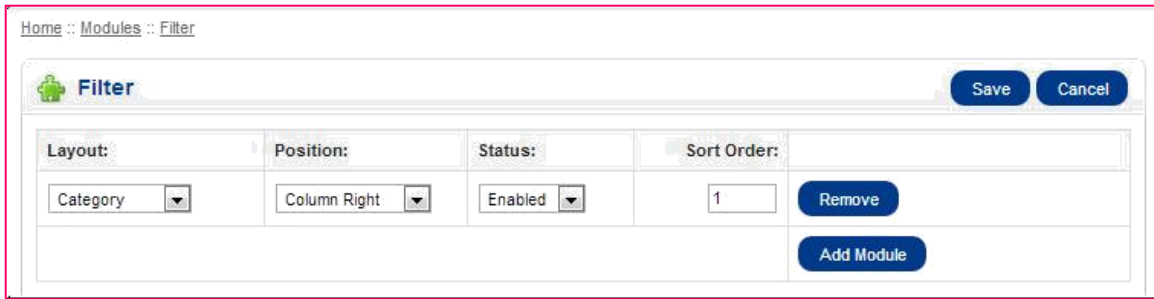 Home :: Modules :: Filter
Filter Save Cancel
Layout: Position: Status: Sort Order:
Category Column Right Enabled 1 Remove
Add Module